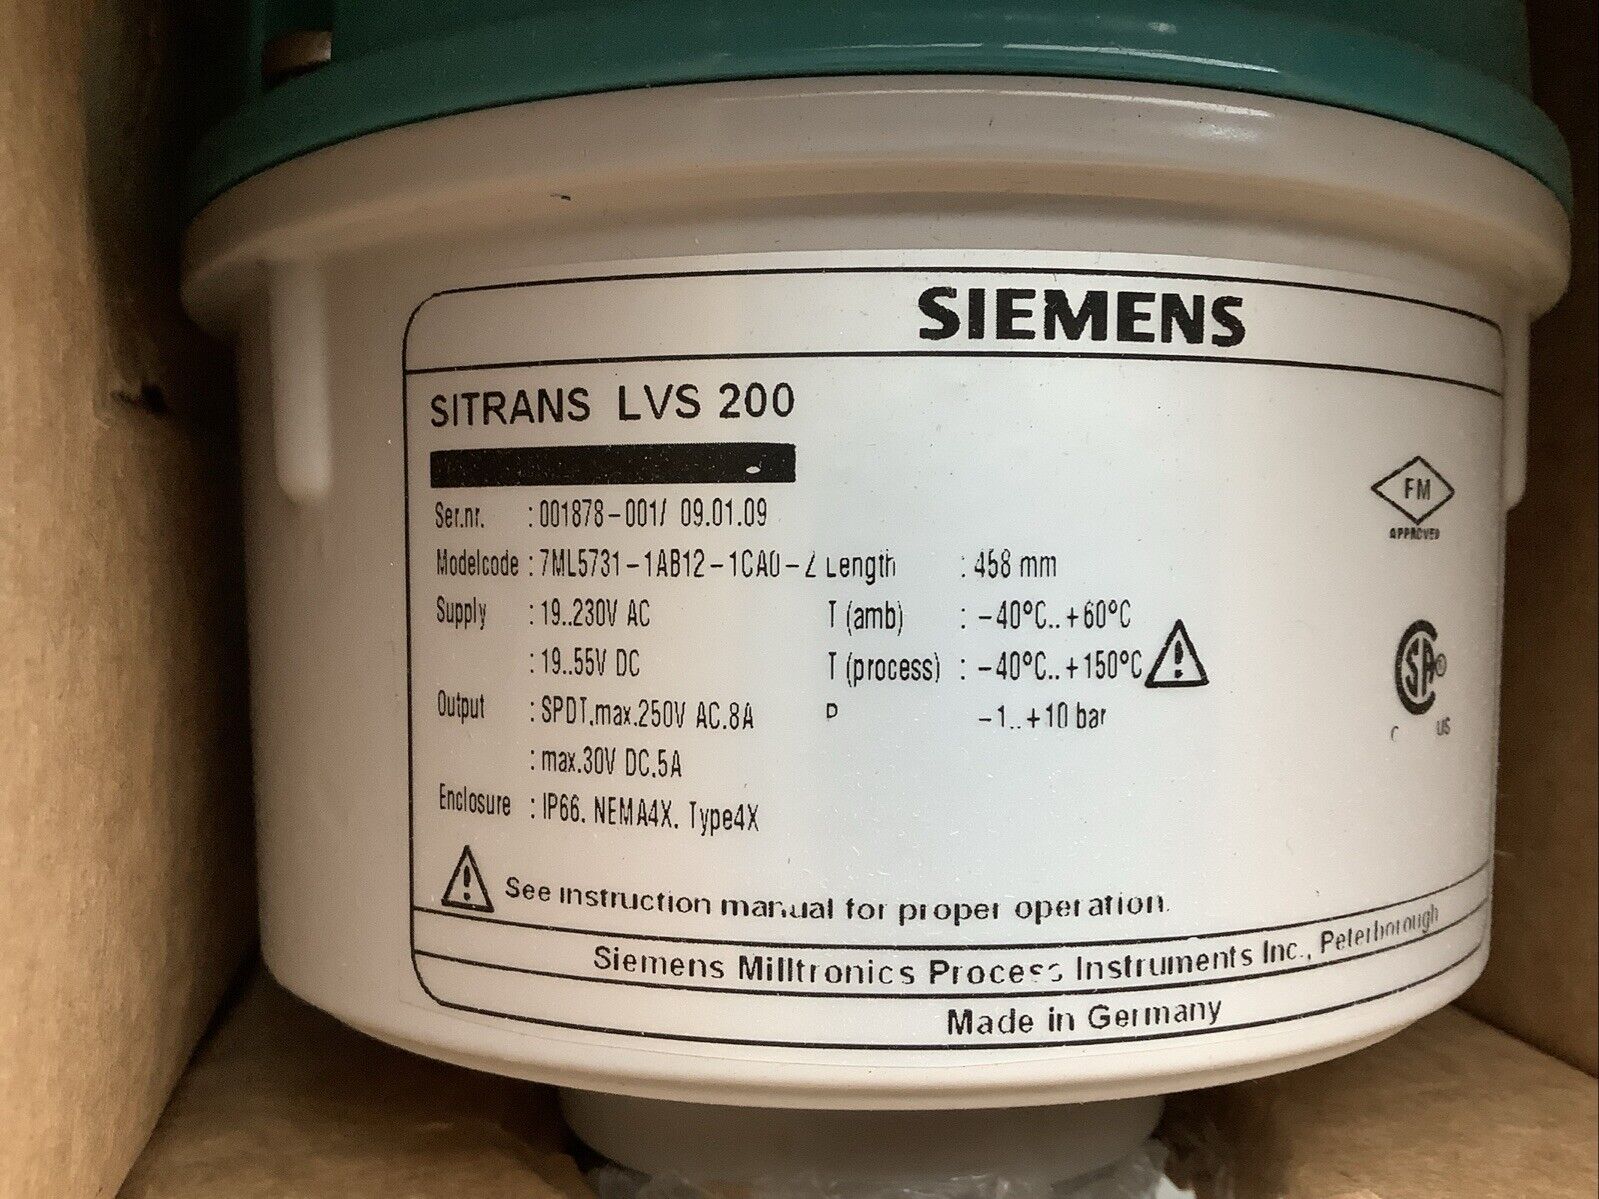 SIEMENS
SITRANS LVS 200
Ser.nr. : 001878-001/ 09.01.09
Modelcode : 7ML5731-1AB12-1CA0-Z Length : 458 mm
Supply : 19..230V AC T (amb) : -40°C..+60°C
: 19..55V DC T (process) : -40°C..+150°C
Output : SPDT.max.250V AC.8A P -1..+10 bar
: max.30V DC.5A
Enclosure : IP66. NEMA4X. Type4X
FM
APPROVED
SA ®
C US
See instruction manual for proper operation.
Siemens Milltronics Process Instruments Inc., Peterborough
Made in Germany